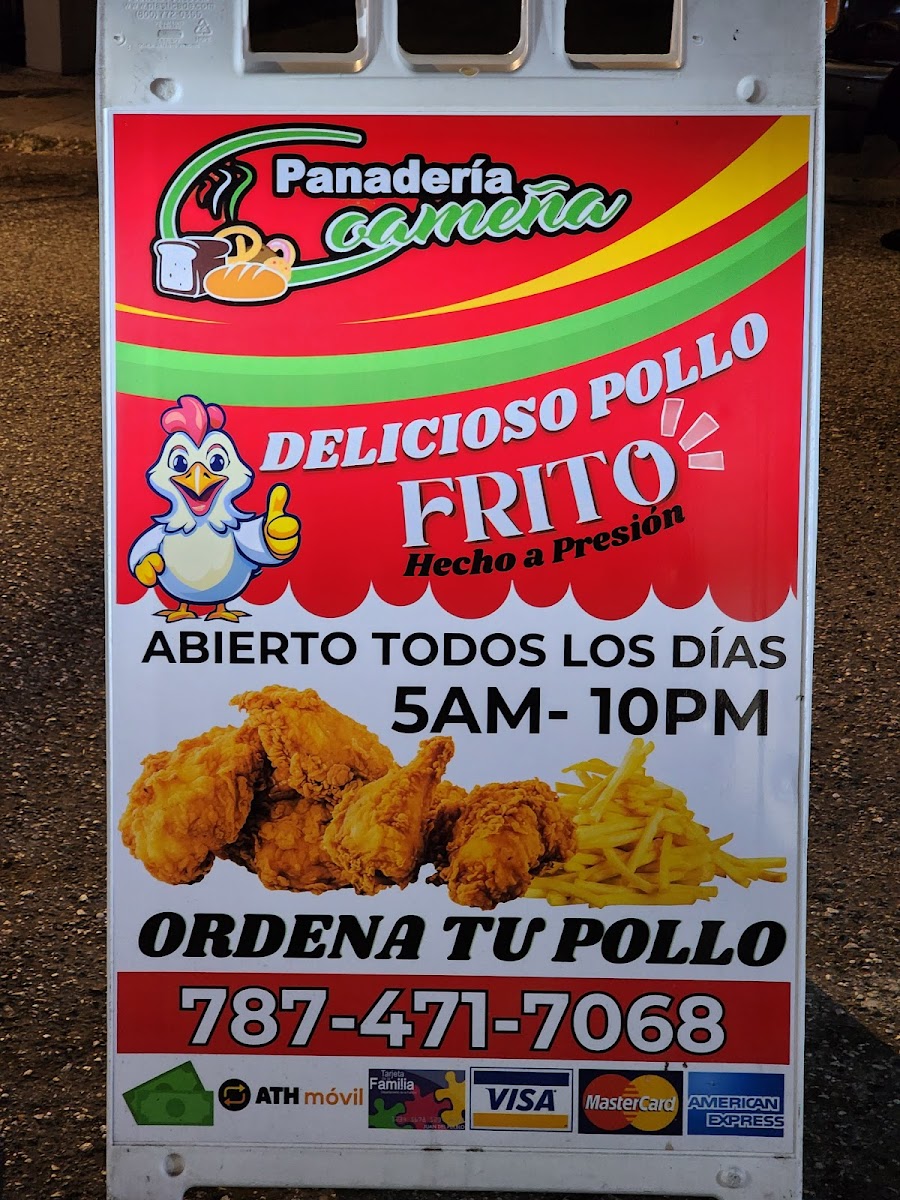 Panadería
Coameña
DELICIOSO POLLO
FRITO
Hecho a Presión
ABIERTO TODOS LOS DÍAS
5AM- 10PM
ORDENA TU POLLO
787-471-7068
ATH móvil
Tarjeta
Familia
VISA
MasterCard
AMERICAN
EXPRESS